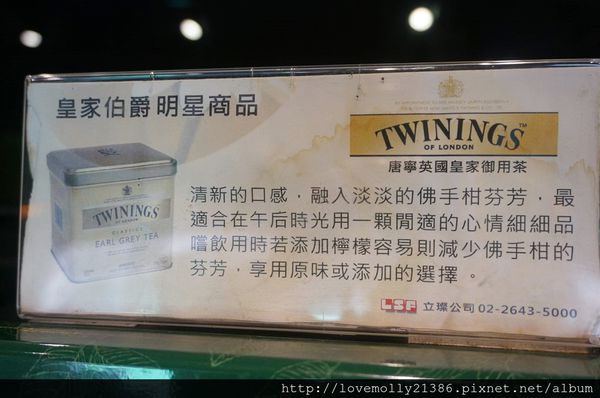 皇家伯爵 明星商品
TWININGS™
OF LONDON
唐寧英國皇家御用茶
TWININGS
CLASSICS
EARL GREY TEA
清新的口感，融入淡淡的佛手柑芬芳，最
適合在午后時光用一顆閒適的心情細細品
嚐飲用時若添加檸檬容易則減少佛手柑的
芬芳，享用原味或添加的選擇。
LSF 立璨公司 02-2643-5000
http://lovemolly21386.pixnet.net/album